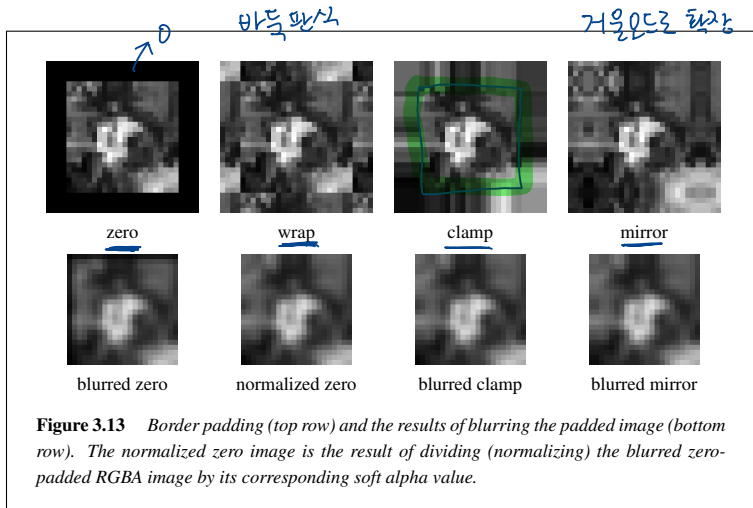 0 바둑판식 거울모드로 확장
zero wrap clamp mirror
blurred zero normalized zero blurred clamp blurred mirror
Figure 3.13 Border padding (top row) and the results of blurring the padded image (bottom
row). The normalized zero image is the result of dividing (normalizing) the blurred zero-
padded RGBA image by its corresponding soft alpha value.